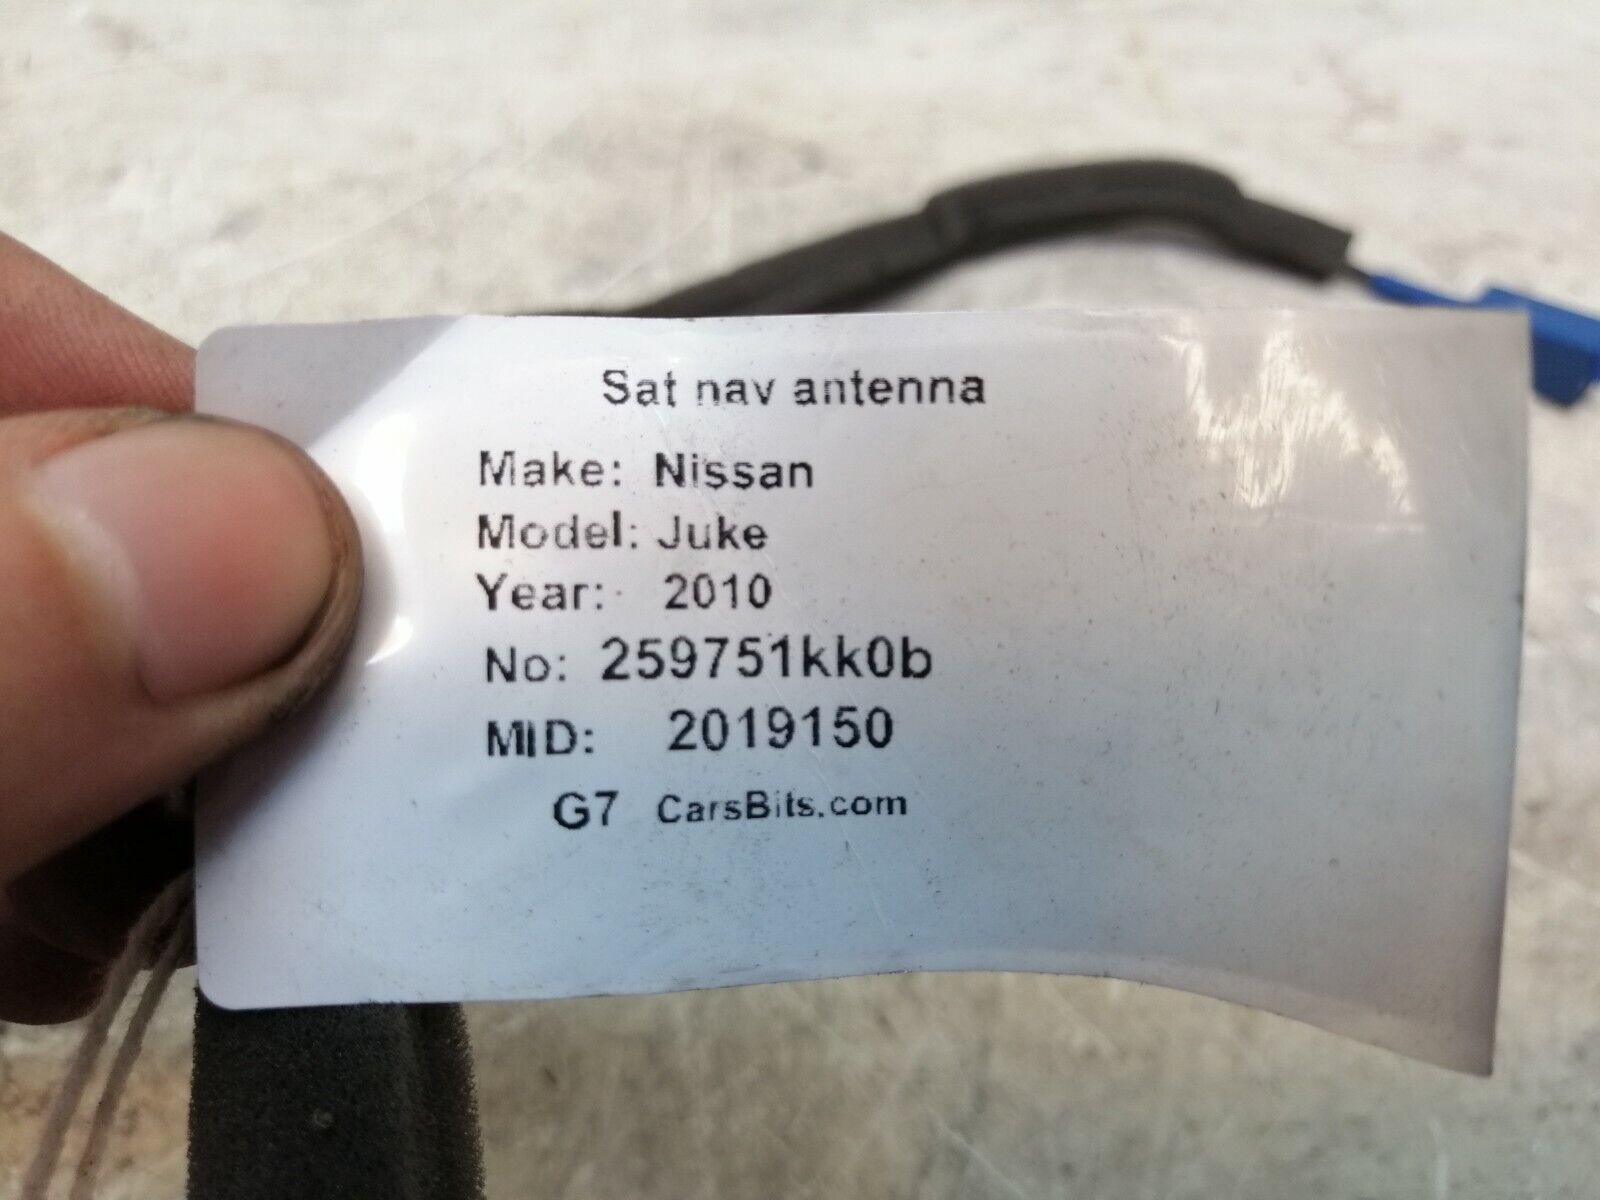 Sat nav antenna
Make: Nissan
Model: Juke
Year: 2010
No: 259751kk0b
MID: 2019150
G7 CarsBits.com